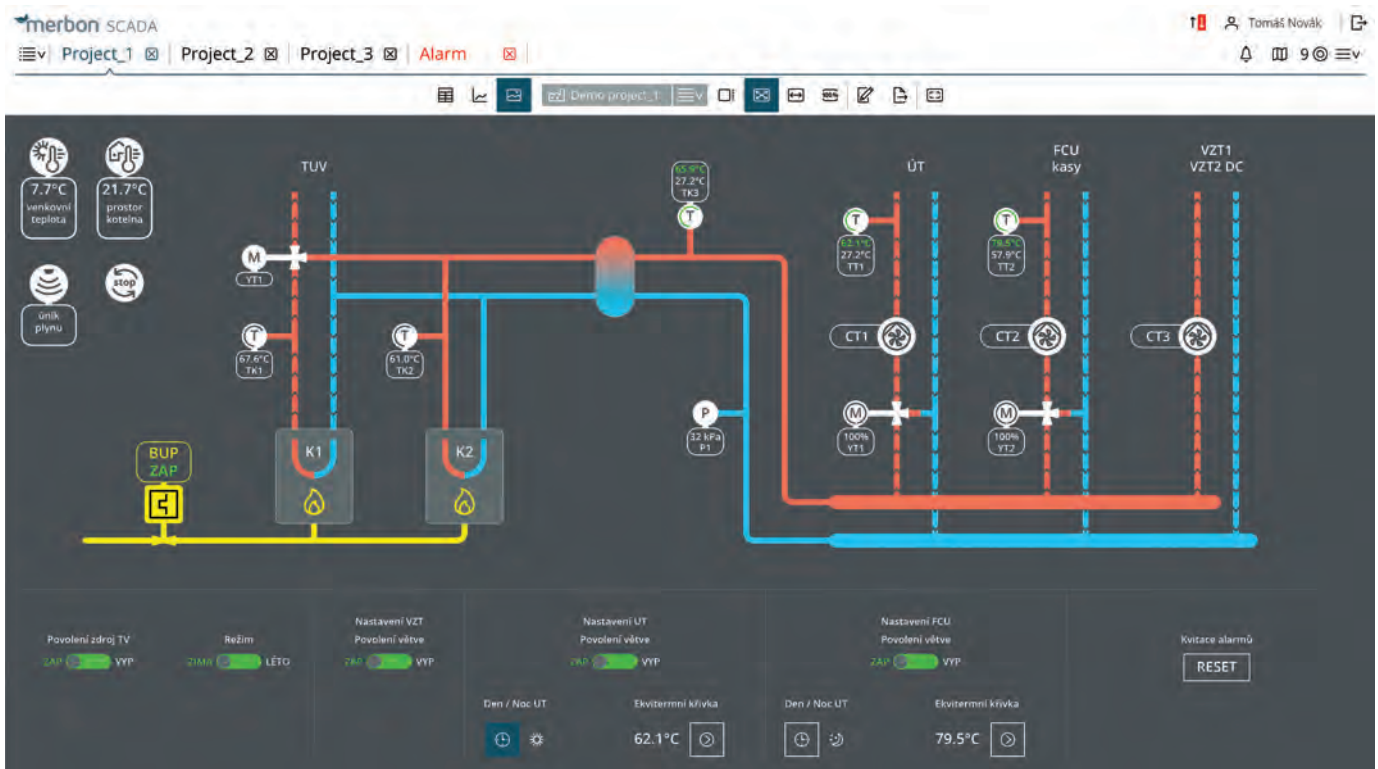 merbon SCADA
Tomáš Novák
Project_1
Project_2
Project_3
Alarm
9
Demo project_1
100%
7.7°C
venkovní
teplota
21.7°C
prostor
kotelna
únik
plynu
stop
TUV
M
YT1
T
67.6°C
TK1
T
61.0°C
TK2
65.9°C
27.2°C
TK3
T
P
32 kPa
P1
K1
K2
BUP
ZAP
ÚT
T
62.1°C
27.2°C
TT1
CT1
M
100%
YT1
FCU
kasy
T
79.5°C
57.9°C
TT2
CT2
M
100%
YT2
VZT1
VZT2 DC
CT3
Povolení zdroj TV
ZAP VYP
Režim
ZIMA LÉTO
Nastavení VZT
Povolení větve
ZAP VYP
Nastavení UT
Povolení větve
ZAP VYP
Den / Noc UT
Ekvitermní křivka
62.1°C
Nastavení FCU
Povolení větve
ZAP VYP
Den / Noc UT
Ekvitermní křivka
79.5°C
Kvitace alarmů
RESET